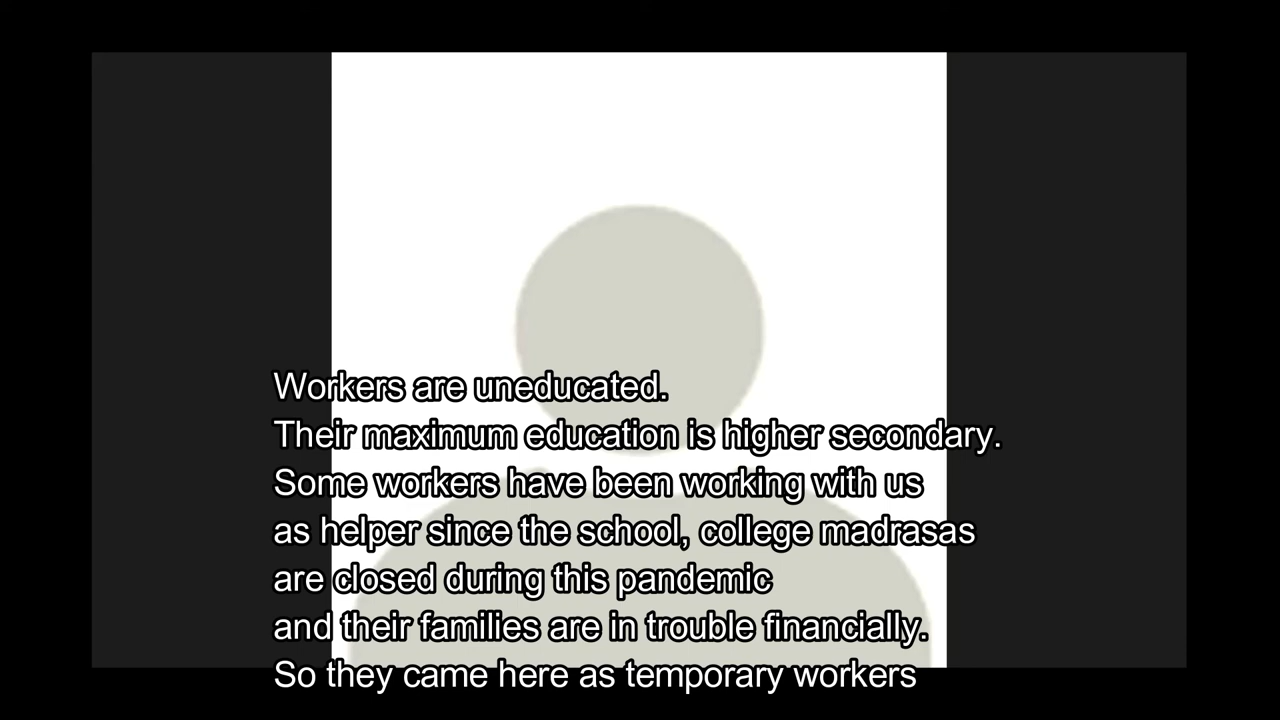 Workers are uneducated.
Their maximum education is higher secondary.
Some workers have been working with us
as helper since the school, college madrasas
are closed during this pandemic
and their families are in trouble financially.
So they came here as temporary workers